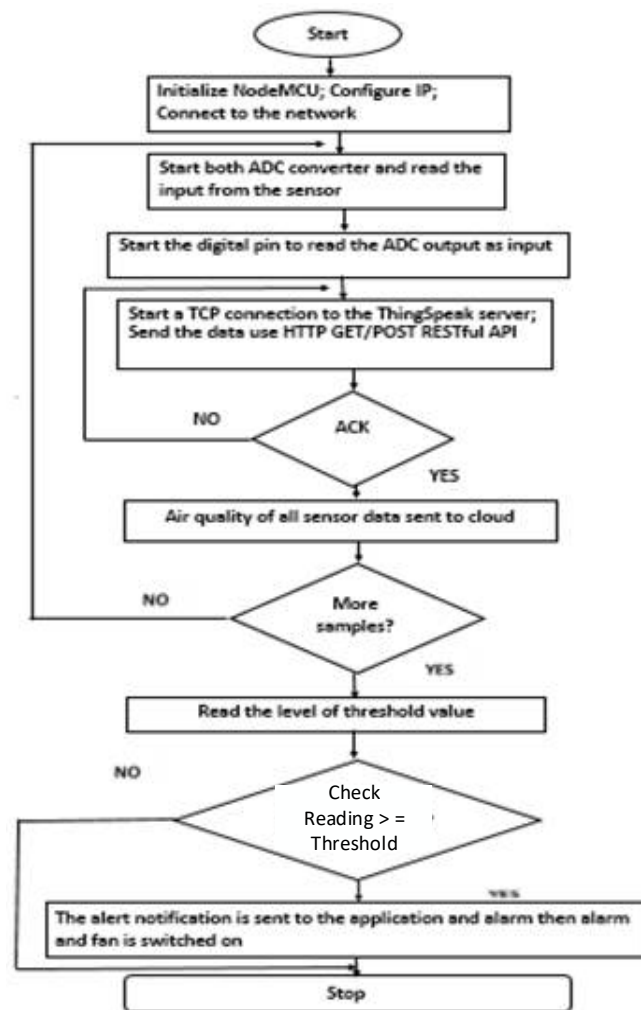 Start
Initialize NodeMCU; Configure IP;
Connect to the network
Start both ADC converter and read the
input from the sensor
Start the digital pin to read the ADC output as input
Start a TCP connection to the ThingSpeak server;
Send the data use HTTP GET/POST RESTful API
NO
ACK
YES
Air quality of all sensor data sent to cloud
NO
More
samples?
YES
Read the level of threshold value
NO
Check
Reading > =
Threshold
YES
The alert notification is sent to the application and alarm then alarm
and fan is switched on
Stop